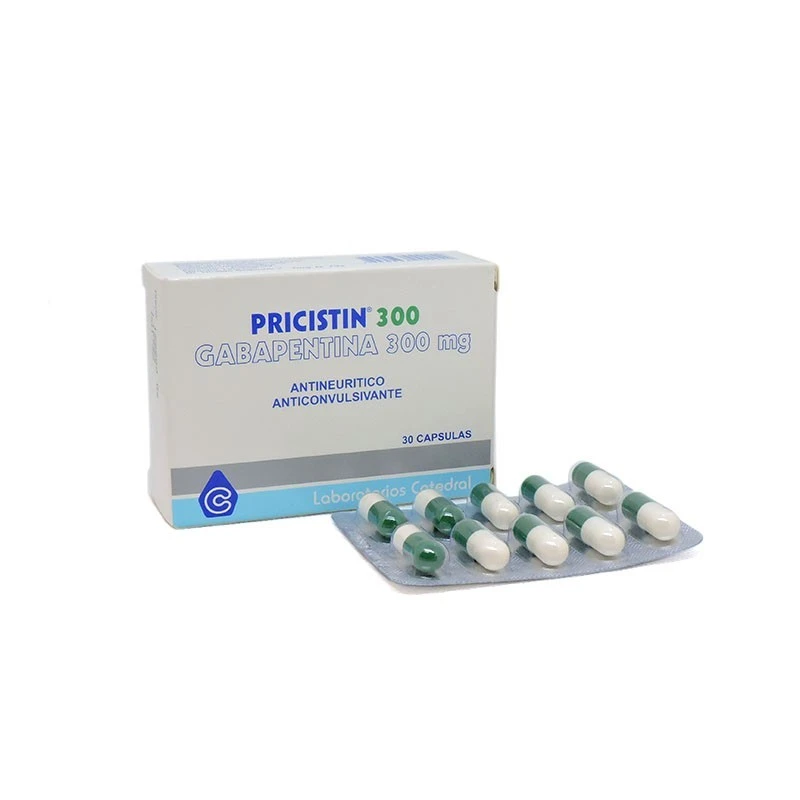 PRICISTIN® 300
GABAPENTINA 300 mg
ANTINEURITICO
ANTICONVULSIVANTE
30 CAPSULAS
C
Laboratorios Catedral